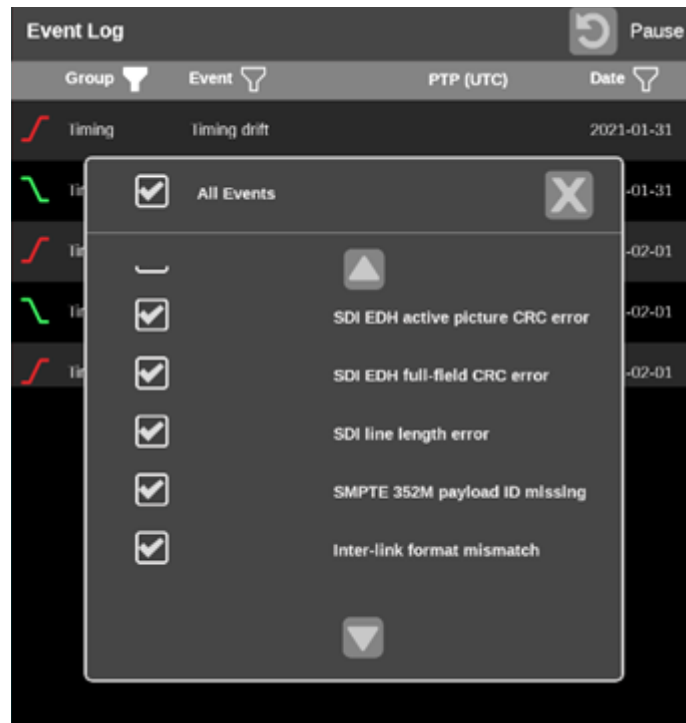 Event Log Pause
Group Event PTP (UTC) Date
Timing Timing drift 2021-01-31
All Events X
-01-31
-02-01
SDI EDH active picture CRC error
-02-01
SDI EDH full-field CRC error
-02-01
SDI line length error
SMPTE 352M payload ID missing
Inter-link format mismatch